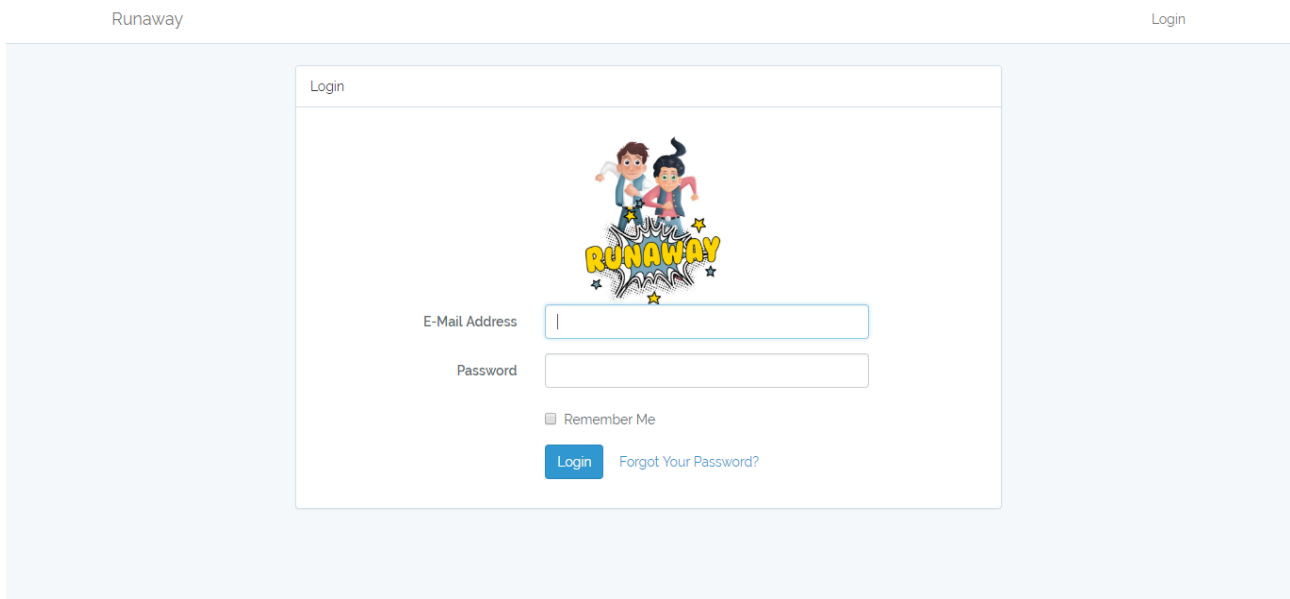 Runaway
Login
Login
RUNAWAY
E-Mail Address
Password
Remember Me
Login Forgot Your Password?